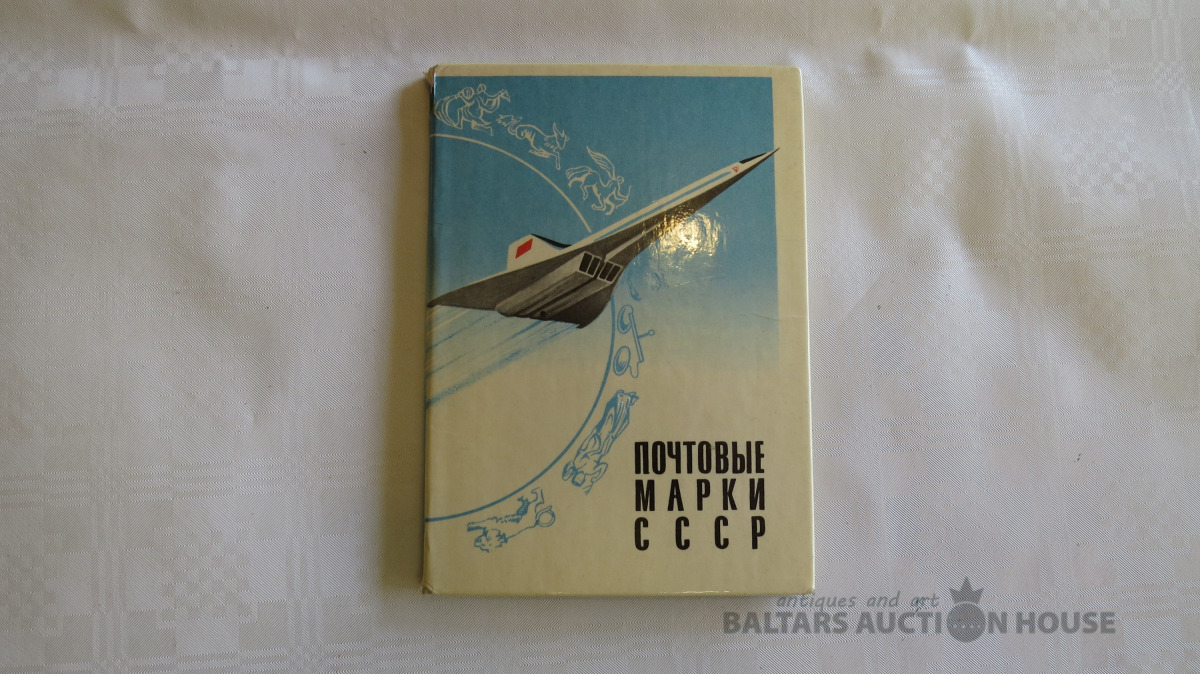 ПОЧТОВЫЕ
МАРКИ
СССР
antiques and art
BALTARS AUCTION HOUSE